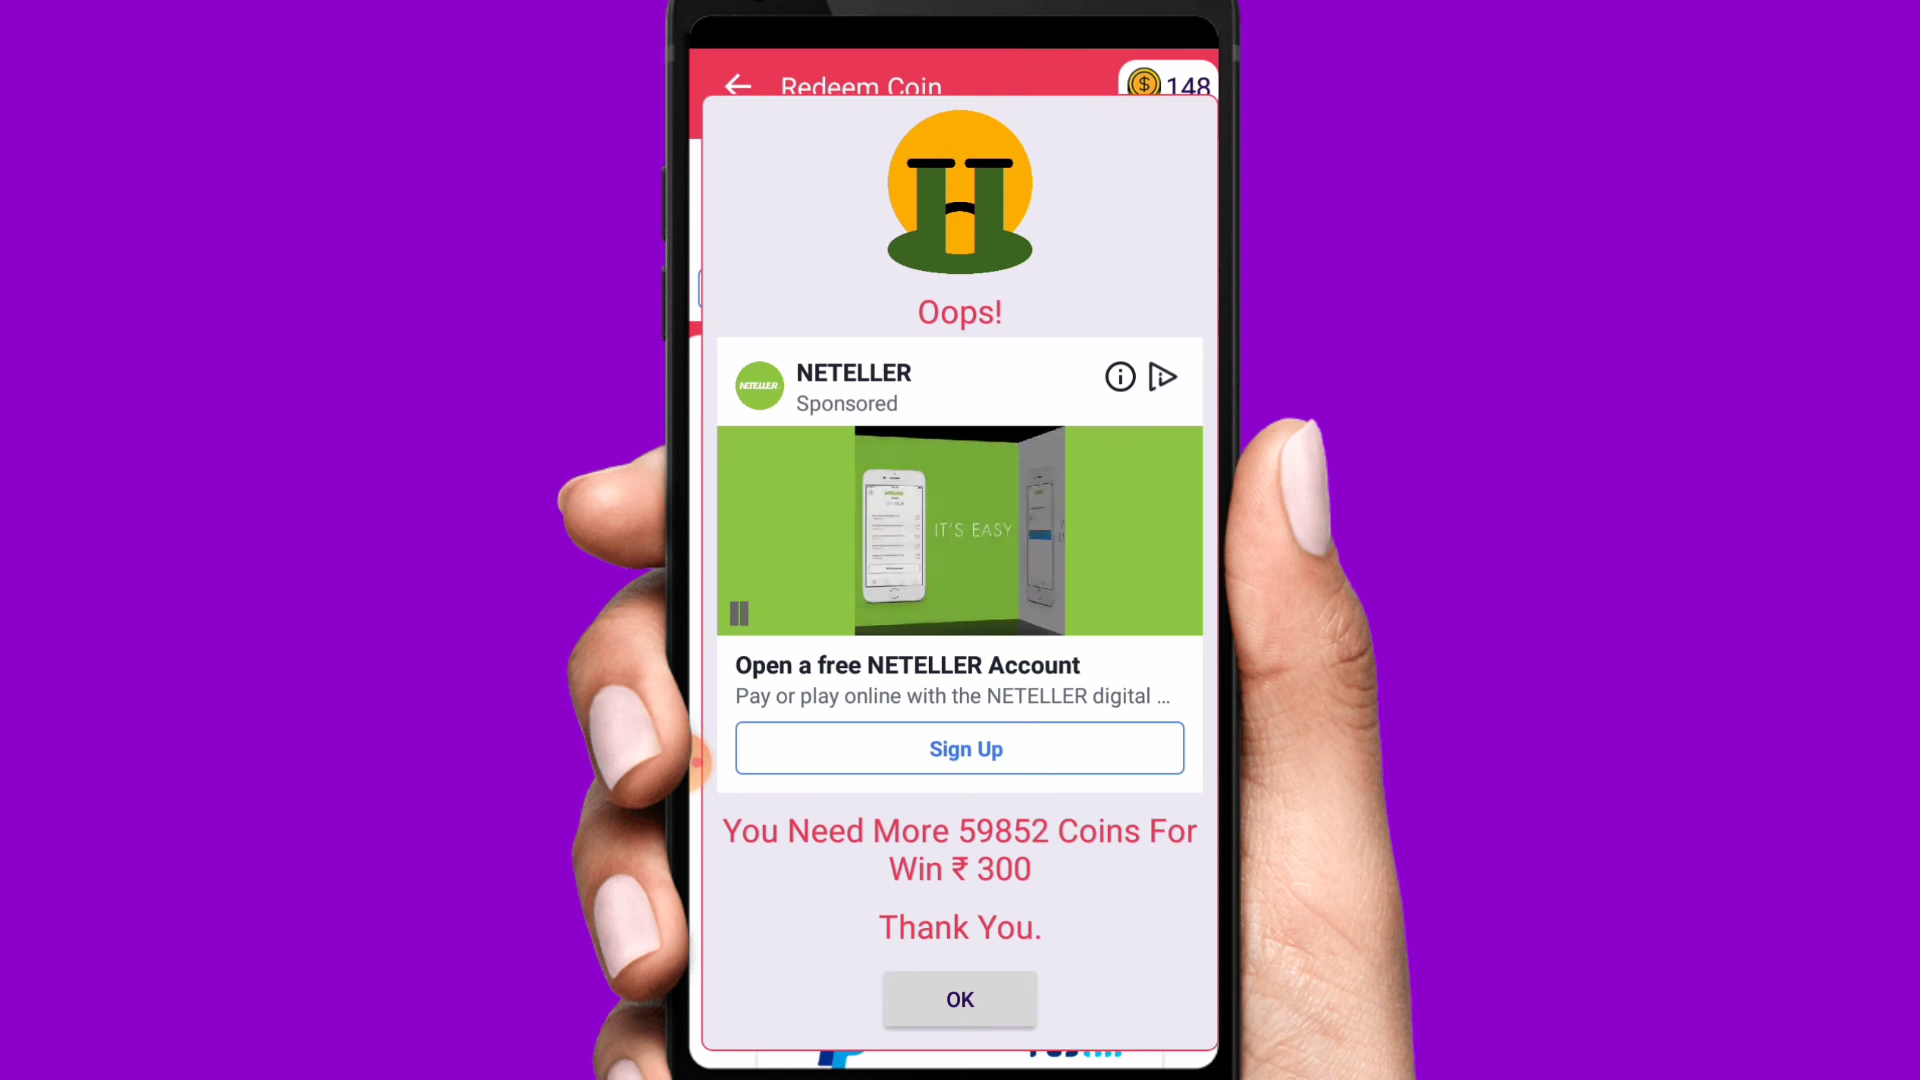 Redeem Coin
148
Oops!
NETELLER
NETELLER
Sponsored
IT'S EASY
Open a free NETELLER Account
Pay or play online with the NETELLER digital ...
Sign Up
You Need More 59852 Coins For
Win ₹ 300
Thank You.
OK